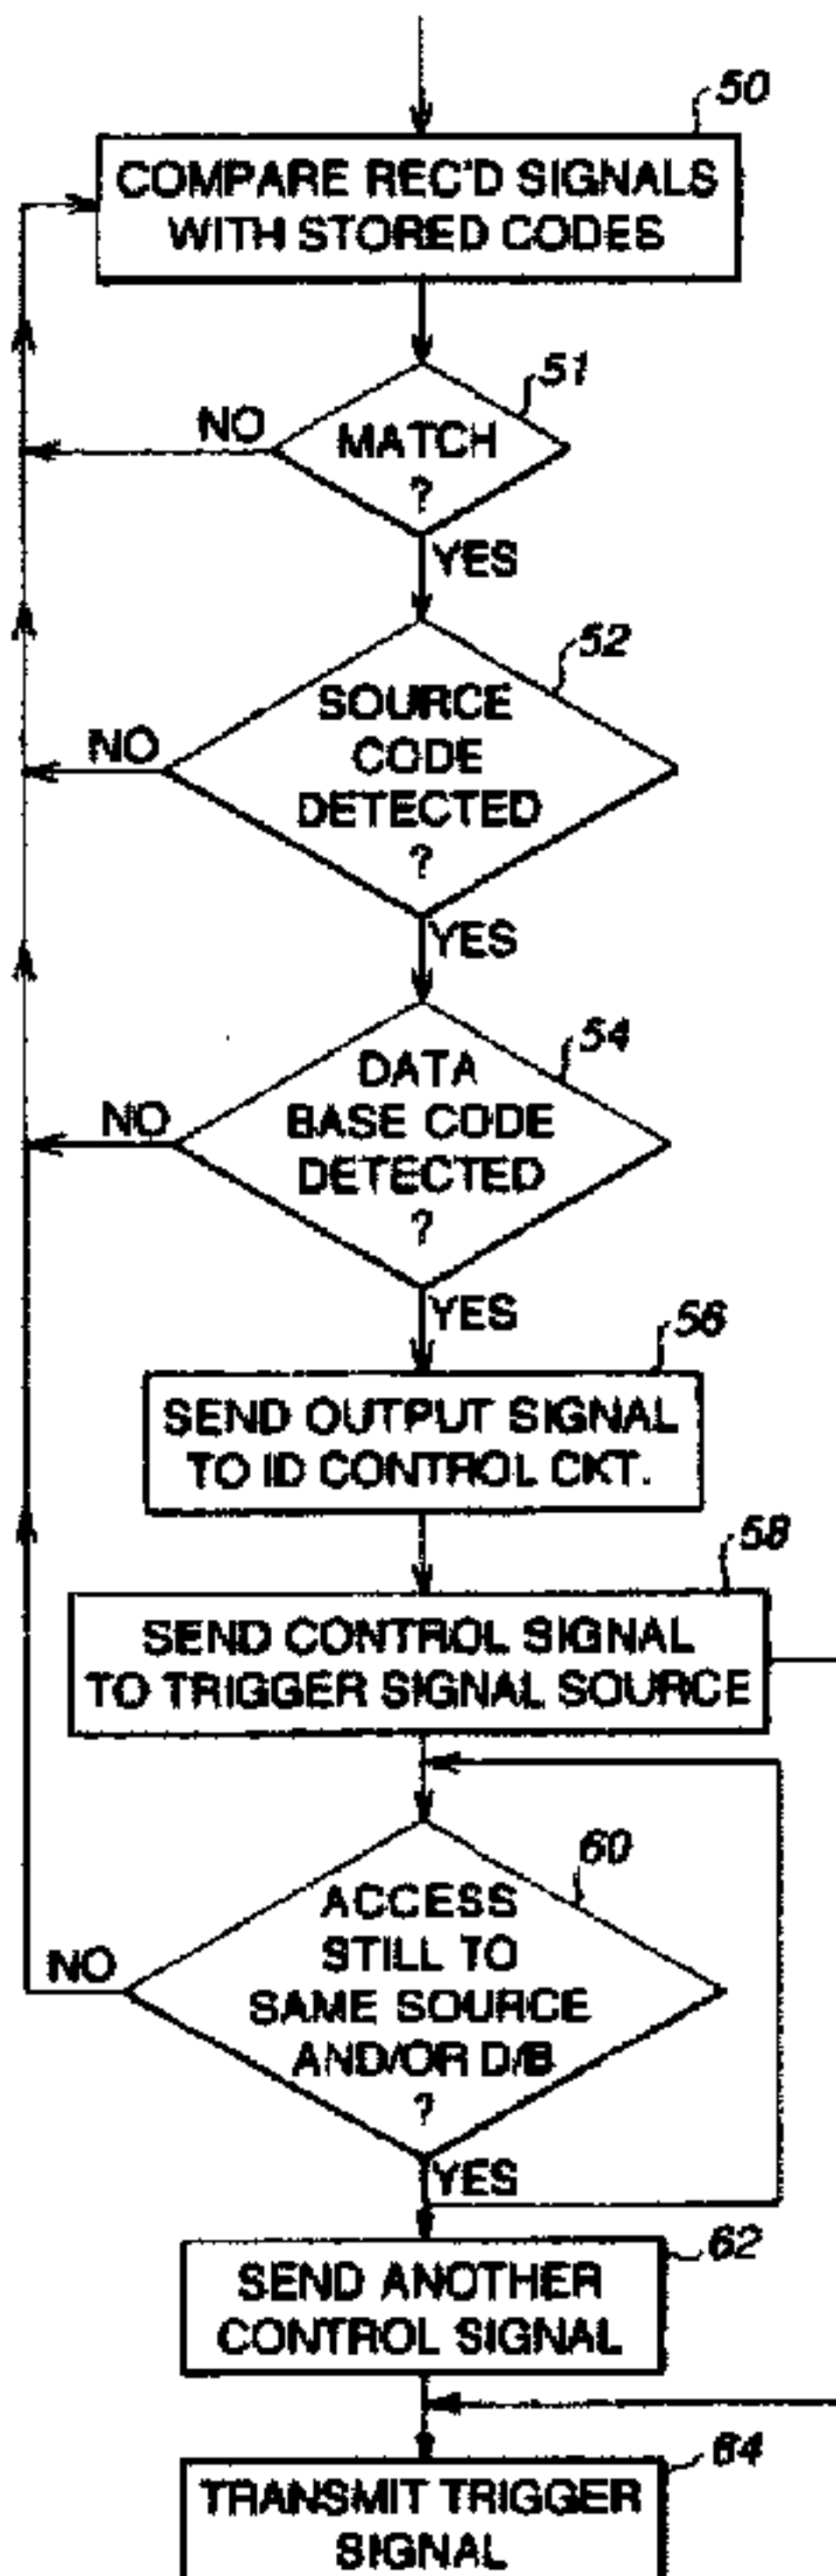 50
COMPARE REC'D SIGNALS
WITH STORED CODES
51
NO
MATCH
?
YES
52
NO
SOURCE
CODE
DETECTED
?
YES
54
NO
DATA
BASE CODE
DETECTED
?
YES
56
SEND OUTPUT SIGNAL
TO ID CONTROL CKT.
58
SEND CONTROL SIGNAL
TO TRIGGER SIGNAL SOURCE
60
NO
ACCESS
STILL TO
SAME SOURCE
AND/OR D/B
?
YES
62
SEND ANOTHER
CONTROL SIGNAL
64
TRANSMIT TRIGGER
SIGNAL